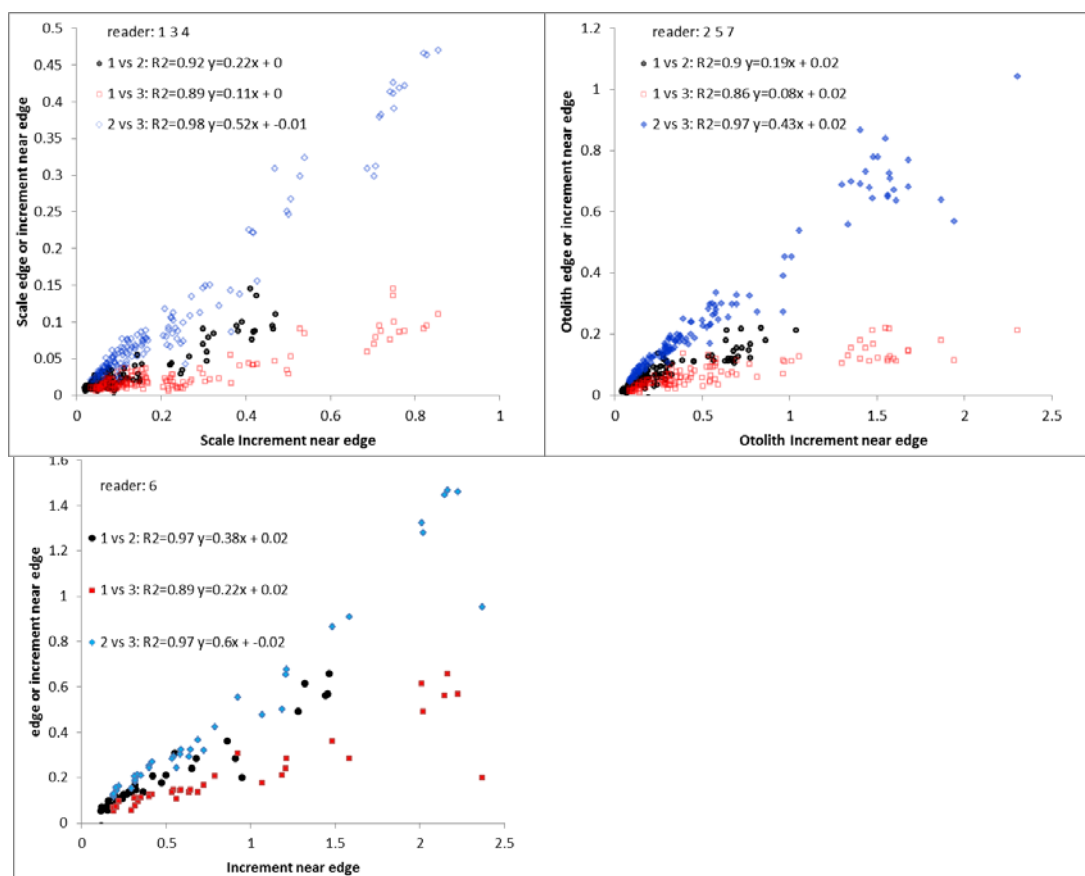 reader: 1 3 4
1 vs 2: R2=0.92 y=0.22x + 0
1 vs 3: R2=0.89 y=0.11x + 0
2 vs 3: R2=0.98 y=0.52x + -0.01
Scale edge or increment near edge
0.5
0.45
0.4
0.35
0.3
0.25
0.2
0.15
0.1
0.05
0
0 0.2 0.4 0.6 0.8 1
Scale Increment near edge
reader: 2 5 7
1 vs 2: R2=0.9 y=0.19x + 0.02
1 vs 3: R2=0.86 y=0.08x + 0.02
2 vs 3: R2=0.97 y=0.43x + 0.02
Otolith edge or increment near edge
1.2
1
0.8
0.6
0.4
0.2
0
0 0.5 1 1.5 2 2.5
Otolith Increment near edge
reader: 6
1 vs 2: R2=0.97 y=0.38x + 0.02
1 vs 3: R2=0.89 y=0.22x + 0.02
2 vs 3: R2=0.97 y=0.6x + -0.02
edge or increment near edge
1.6
1.4
1.2
1
0.8
0.6
0.4
0.2
0
0 0.5 1 1.5 2 2.5
Increment near edge